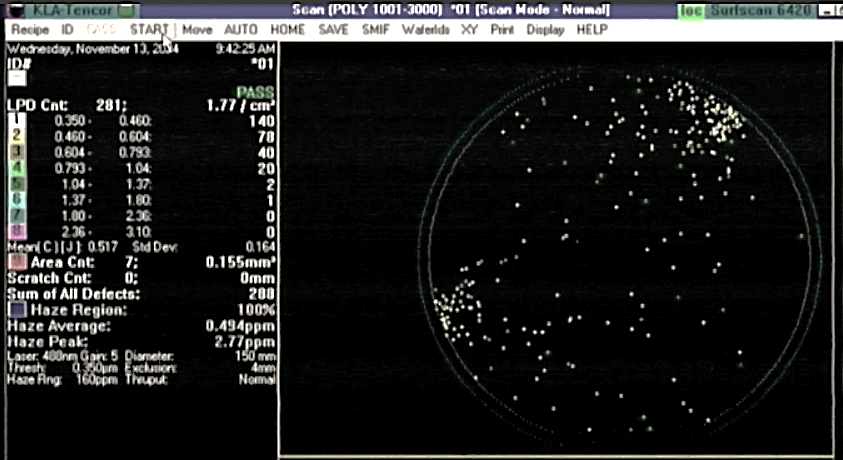 KLA-Tencor Scan (POLY 1001-3000) *01 (Scan Mode - Normal) loc Surfscan 6420
Recipe ID START Move AUTO HOME SAVE SMIF WaferIds XY Print Display HELP
Wednesday, November 13, 9:42:25 AM
ID# *01
PASS
LPD Cnt: 281; 1.77 / cm²
1 0.350 - 0.460: 140
2 0.460 - 0.604: 78
3 0.604 - 0.793: 40
4 0.793 - 1.04: 20
5 1.04 - 1.37: 2
6 1.37 - 1.80: 1
7 1.80 - 2.36: 0
8 2.36 - 3.10: 0
Mean( C ) [ J ]: 0.517 Std Dev: 0.164
9 Area Cnt: 7; 0.155mm²
Scratch Cnt: 0; 0mm
Sum of All Defects: 288
Haze Region: 100%
Haze Average: 0.494ppm
Haze Peak: 2.77ppm
Laser: 488nm Gain: 5 Diameter: 150 mm
Thresh: 0.350µm Exclusion: 4mm
Haze Rng: 160ppm Thruput: Normal